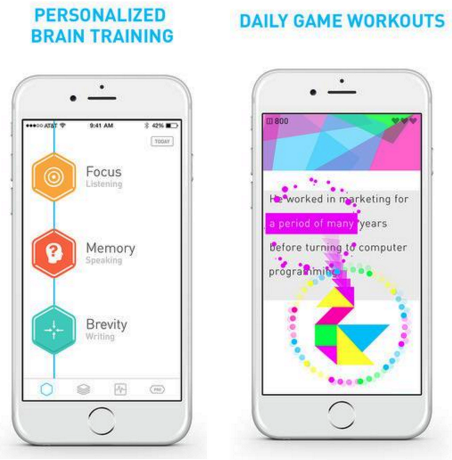 PERSONALIZED
BRAIN TRAINING
DAILY GAME WORKOUTS
AT&T
9:41 AM
42%
TODAY
Focus
Listening
Memory
Speaking
Brevity
Writing
PRO
800
He worked in marketing for
a period of many years
before turning to computer
programming.